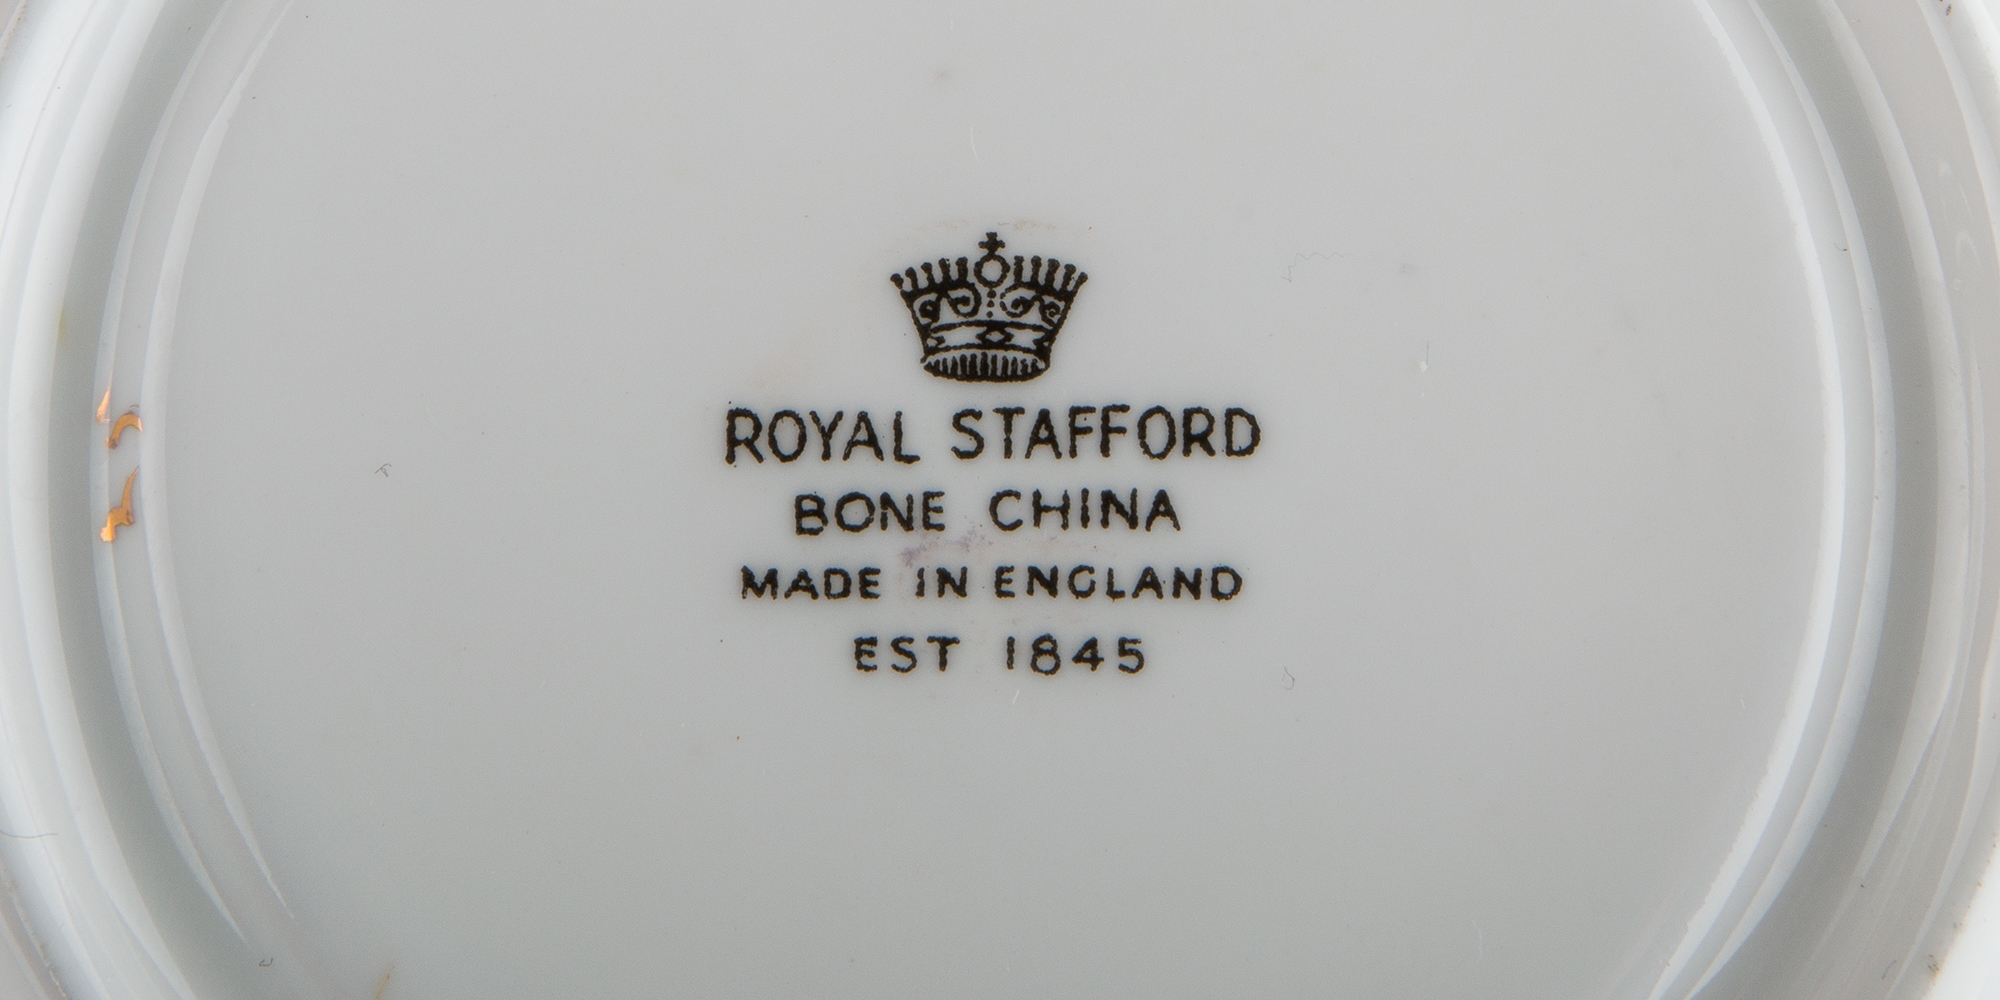 ROYAL STAFFORD
BONE CHINA
MADE IN ENGLAND
EST 1845